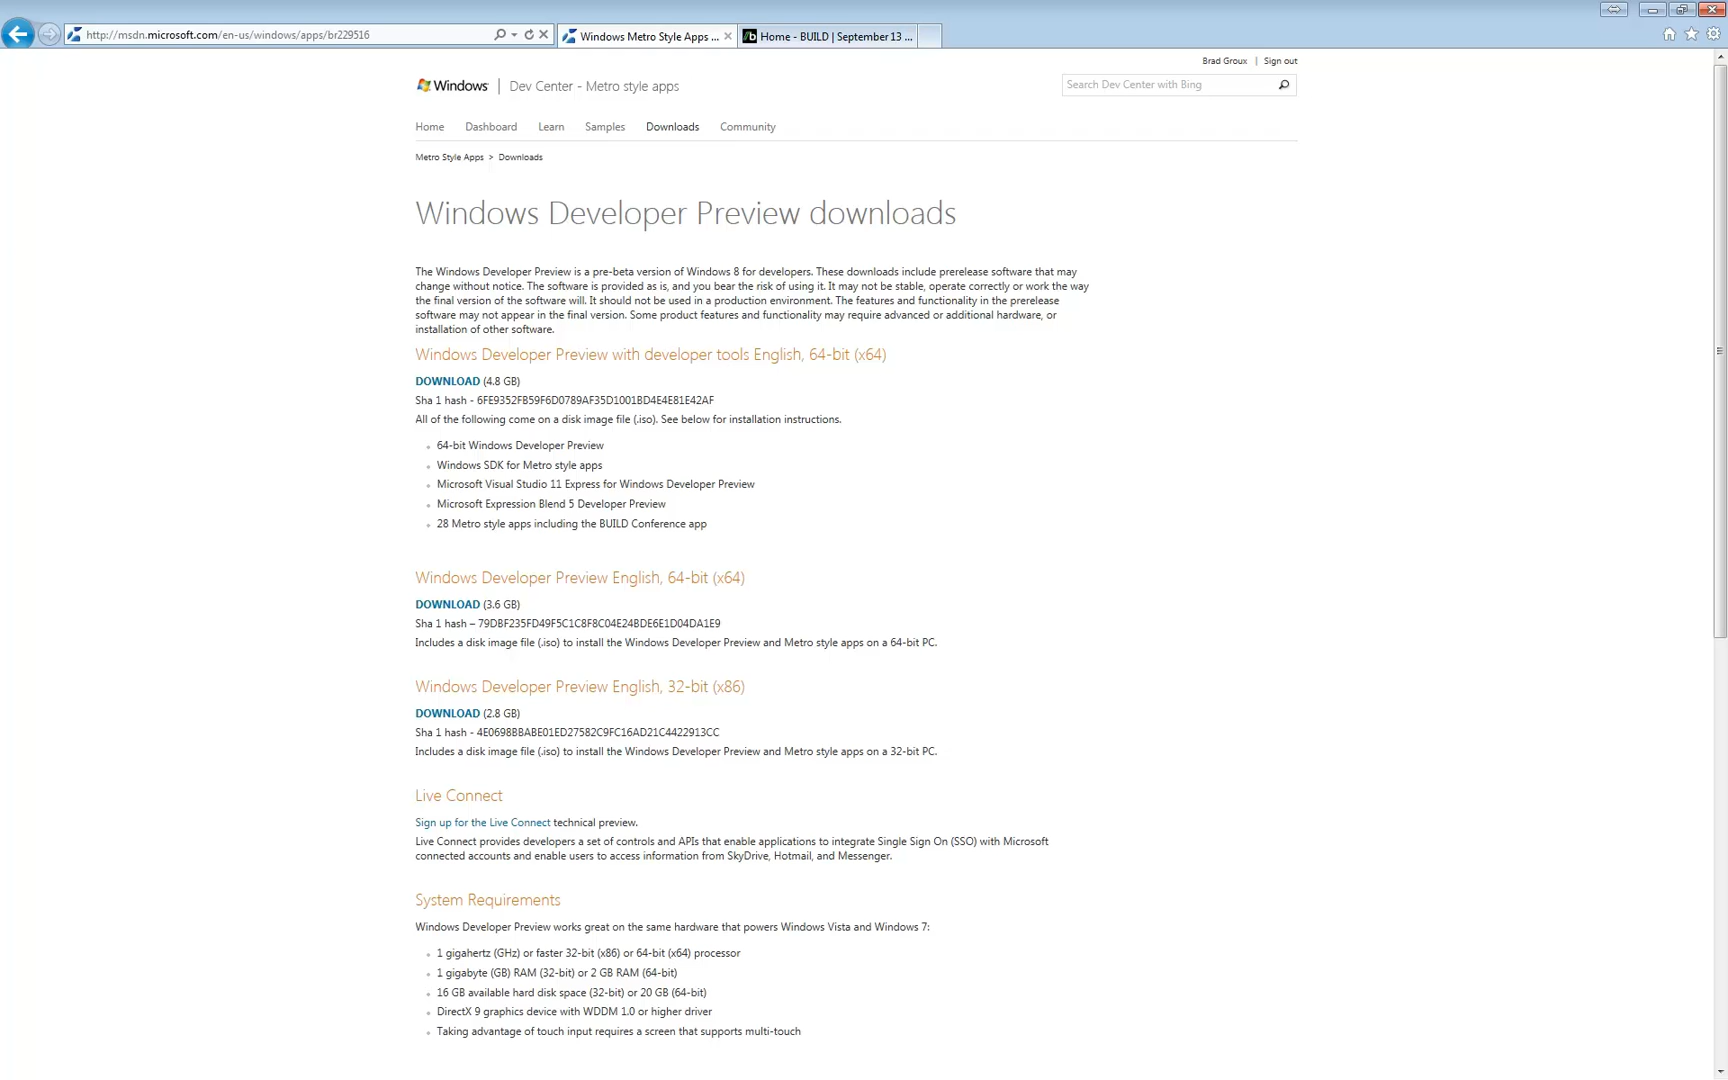 http://msdn.microsoft.com/en-us/windows/apps/br229516
Windows Metro Style Apps ...
Home - BUILD | September 13 ...
Brad Groux | Sign out
Windows | Dev Center - Metro style apps
Search Dev Center with Bing
Home Dashboard Learn Samples Downloads Community
Metro Style Apps > Downloads
Windows Developer Preview downloads
The Windows Developer Preview is a pre-beta version of Windows 8 for developers. These downloads include prerelease software that may
change without notice. The software is provided as is, and you bear the risk of using it. It may not be stable, operate correctly or work the way
the final version of the software will. It should not be used in a production environment. The features and functionality in the prerelease
software may not appear in the final version. Some product features and functionality may require advanced or additional hardware, or
installation of other software.
Windows Developer Preview with developer tools English, 64-bit (x64)
DOWNLOAD (4.8 GB)
Sha 1 hash - 6FE9352FB59F6D0789AF35D1001BD4E4E81E42AF
All of the following come on a disk image file (.iso). See below for installation instructions.
64-bit Windows Developer Preview
Windows SDK for Metro style apps
Microsoft Visual Studio 11 Express for Windows Developer Preview
Microsoft Expression Blend 5 Developer Preview
28 Metro style apps including the BUILD Conference app
Windows Developer Preview English, 64-bit (x64)
DOWNLOAD (3.6 GB)
Sha 1 hash – 79DBF235FD49F5C1C8F8C04E24BDE6E1D04DA1E9
Includes a disk image file (.iso) to install the Windows Developer Preview and Metro style apps on a 64-bit PC.
Windows Developer Preview English, 32-bit (x86)
DOWNLOAD (2.8 GB)
Sha 1 hash - 4E0698BBABE01ED27582C9FC16AD21C4422913CC
Includes a disk image file (.iso) to install the Windows Developer Preview and Metro style apps on a 32-bit PC.
Live Connect
Sign up for the Live Connect technical preview.
Live Connect provides developers a set of controls and APIs that enable applications to integrate Single Sign On (SSO) with Microsoft
connected accounts and enable users to access information from SkyDrive, Hotmail, and Messenger.
System Requirements
Windows Developer Preview works great on the same hardware that powers Windows Vista and Windows 7:
1 gigahertz (GHz) or faster 32-bit (x86) or 64-bit (x64) processor
1 gigabyte (GB) RAM (32-bit) or 2 GB RAM (64-bit)
16 GB available hard disk space (32-bit) or 20 GB (64-bit)
DirectX 9 graphics device with WDDM 1.0 or higher driver
Taking advantage of touch input requires a screen that supports multi-touch